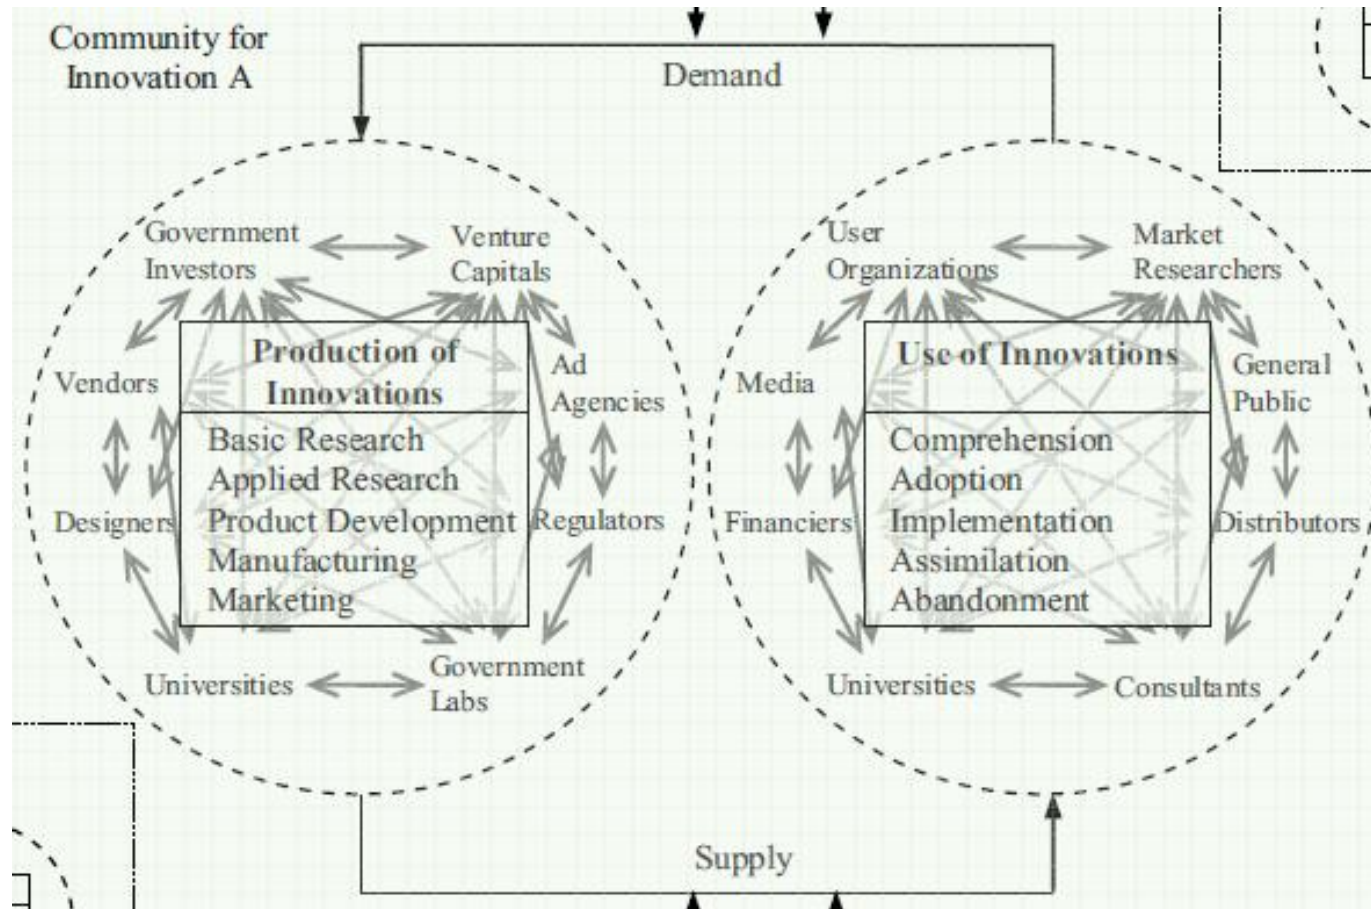 Community for
Innovation A
Demand
Government
Investors
Venture
Capitals
Vendors
Ad
Agencies
Production of
Innovations
Basic Research
Applied Research
Product Development
Manufacturing
Marketing
Designers
Regulators
Universities
Government
Labs
User
Organizations
Market
Researchers
Media
General
Public
Use of Innovations
Comprehension
Adoption
Implementation
Assimilation
Abandonment
Financiers
Distributors
Universities
Consultants
Supply